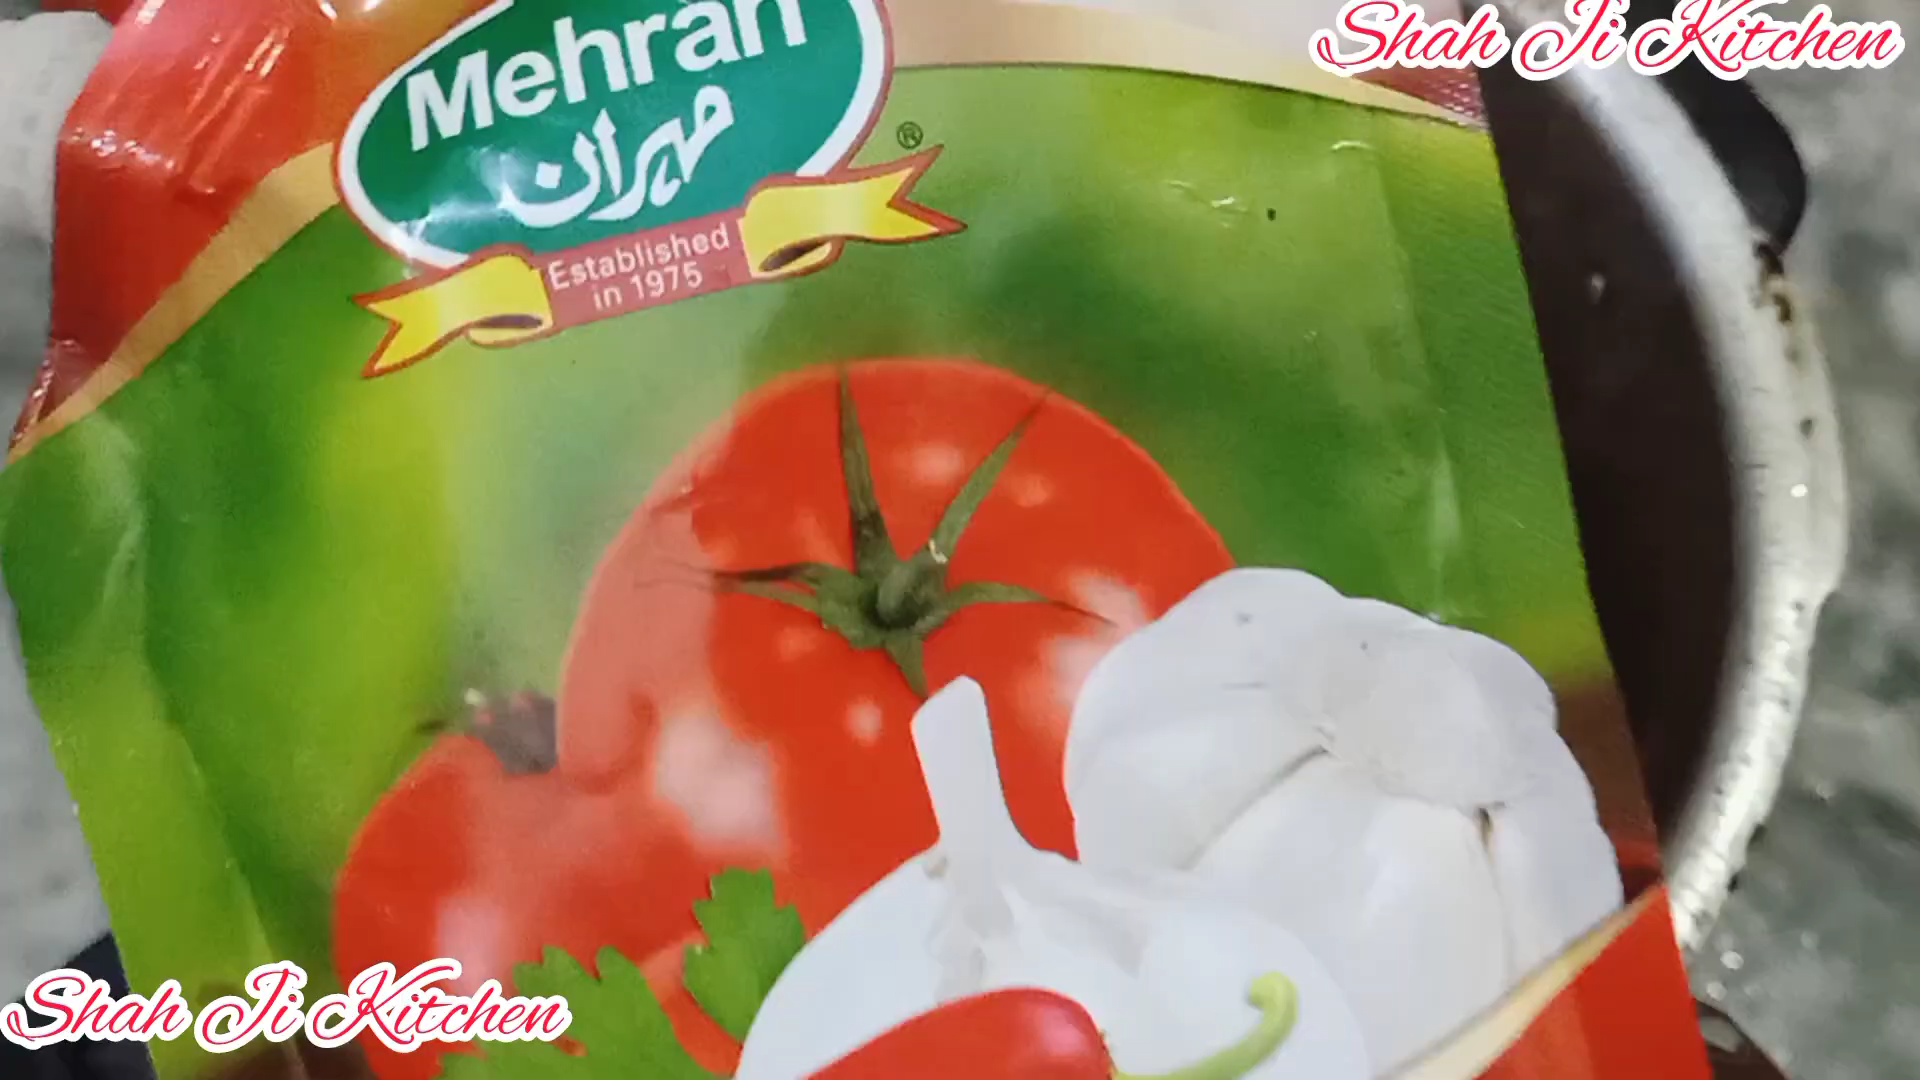 Shah Ji Kitchen
Mehran
مہران
®
Established
in 1975
Shah Ji Kitchen